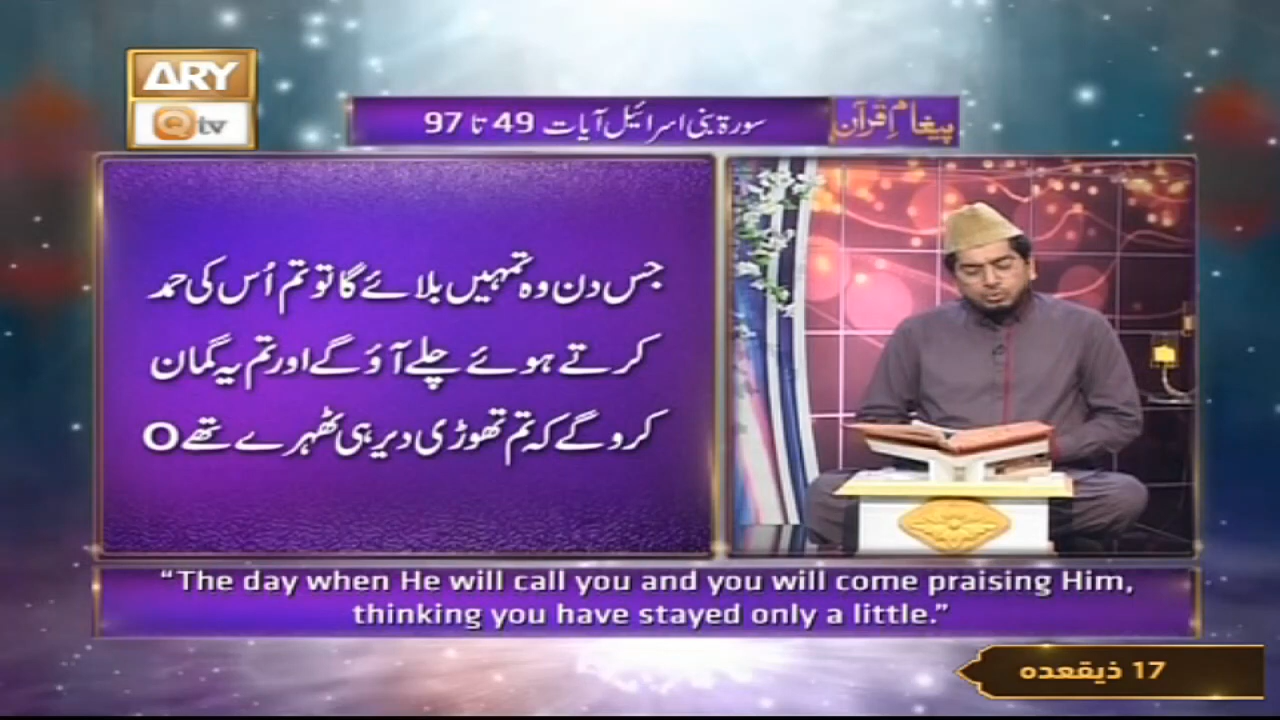 ARY
Qtv
پیغامِ قرآن
سورۃ بنی اسرائیل آیات 49 تا 97
جس دن وہ تمہیں بلائے گا تو تم اُس کی حمد
کرتے ہوئے چلے آؤ گے اور تم یہ گمان
کرو گے کہ تم تھوڑی دیر ہی ٹھہرے تھے O
“The day when He will call you and you will come praising Him,
thinking you have stayed only a little.”
17 ذیقعدہ